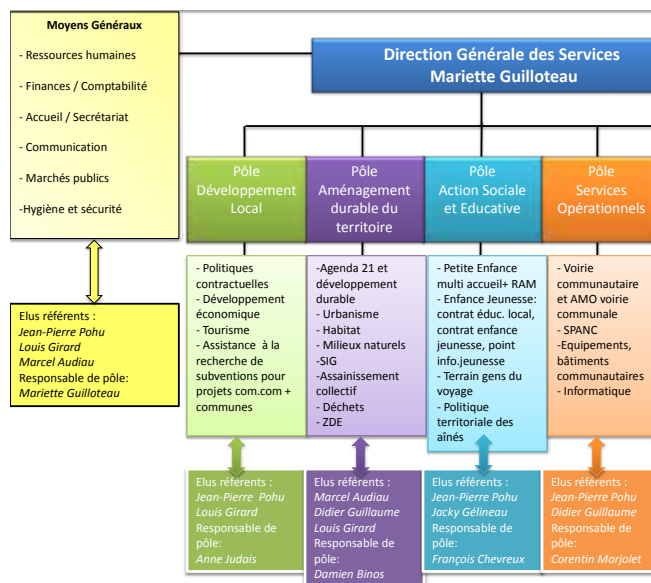 Moyens Généraux
- Ressources humaines
- Finances / Comptabilité
- Accueil / Secrétariat
- Communication
- Marchés publics
-Hygiène et sécurité
Elus référents :
Jean-Pierre Pohu
Louis Girard
Marcel Audiau
Responsable de pôle:
Mariette Guilloteau
Direction Générale des Services
Mariette Guilloteau
Pôle
Développement
Local
- Politiques
contractuelles
- Développement
économique
- Tourisme
- Assistance à la
recherche de
subventions pour
projets com.com +
communes
Elus référents :
Jean-Pierre Pohu
Louis Girard
Responsable de
pôle:
Anne Judais
Pôle
Aménagement
durable du
territoire
-Agenda 21 et
développement
durable
- Urbanisme
- Habitat
- Milieux naturels
-SIG
- Assainissement
collectif
- Déchets
- ZDE
Elus référents :
Marcel Audiau
Didier Guillaume
Louis Girard
Responsable de
pôle:
Damien Binos
Pôle
Action Sociale
et Educative
- Petite Enfance
multi accueil+ RAM
- Enfance Jeunesse:
contrat éduc. local,
contrat enfance
jeunesse, point
info.jeunesse
- Terrain gens du
voyage
- Politique
territoriale des
aînés
Elus référents :
Jean-Pierre Pohu
Jacky Gélineau
Responsable de
pôle:
François Chevreux
Pôle
Services
Opérationnels
- Voirie
communautaire
et AMO voirie
communale
- SPANC
- Equipements,
bâtiments
communautaires
- Informatique
Elus référents :
Jean-Pierre Pohu
Didier Guillaume
Responsable de
pôle:
Corentin Marjolet